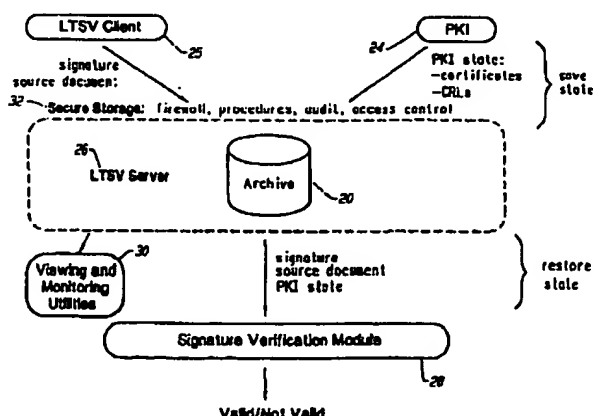 LTSV Client
25
PKI
24
signature
source document:
PKI state:
-certificates
-CRLs
save
state
32
Secure Storage: firewall, procedures, audit, access control
26
LTSV Server
Archive
20
30
Viewing and
Monitoring
Utilities
signature
source document
PKI state
restore
state
Signature Verification Module
28
Valid/Not Valid